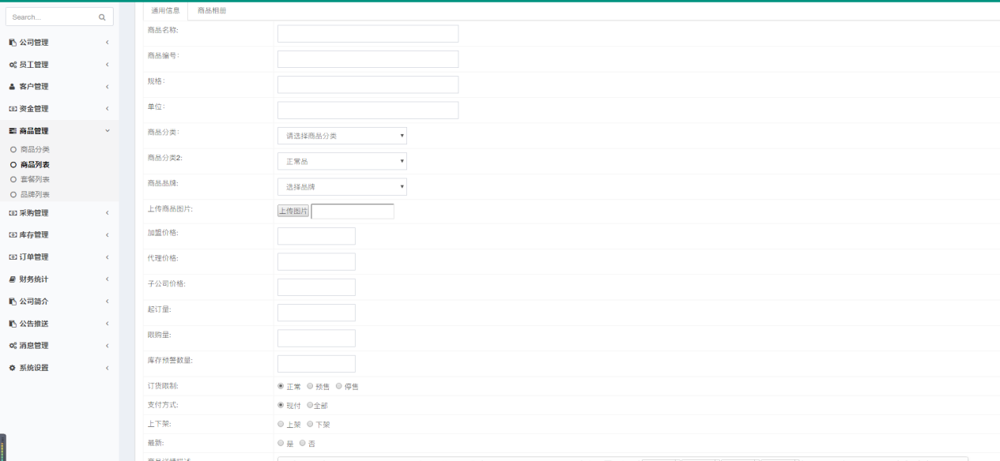 通用信息 商品相册
Search...
公司管理
员工管理
客户管理
资金管理
商品管理
商品分类
商品列表
套餐列表
品牌列表
采购管理
库存管理
订单管理
财务统计
公司简介
公告推送
消息管理
系统设置
商品名称:
商品编号:
规格:
单位:
商品分类: 请选择商品分类
商品分类2: 正常品
商品品牌: 选择品牌
上传商品图片: 上传图片
加盟价格:
代理价格:
子公司价格:
起订量:
限购量:
库存预警数量:
订货限制: 正常 预售 停售
支付方式: 现付 全部
上下架: 上架 下架
最新: 是 否
商品详情描述